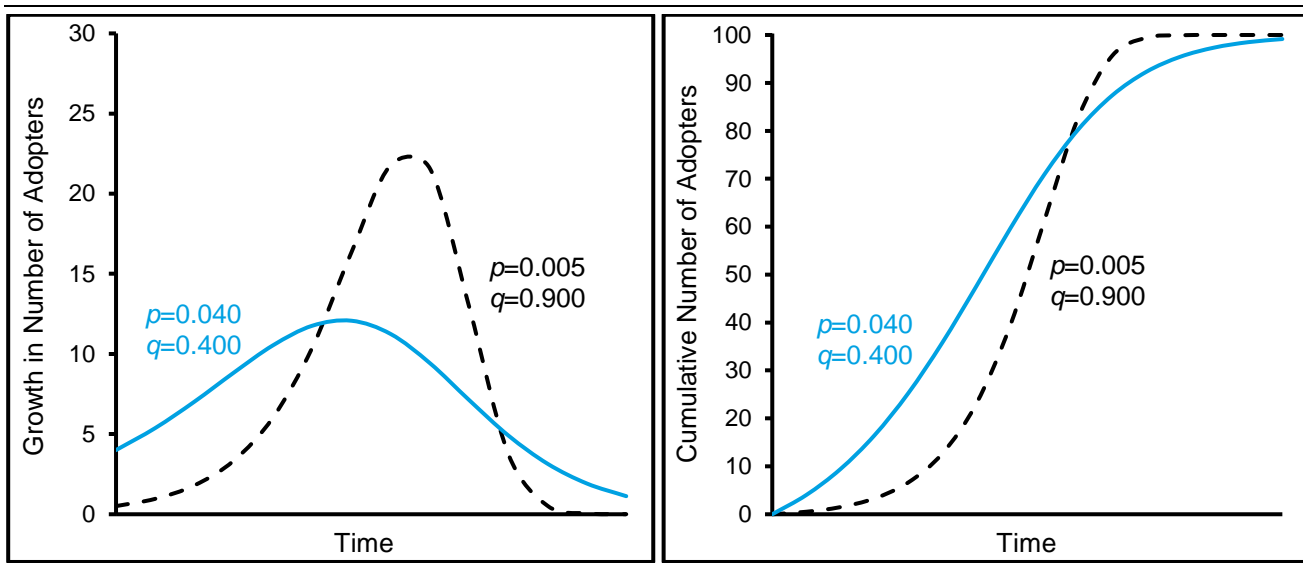 Growth in Number of Adopters
30
25
20
15
10
5
0
p=0.040
q=0.400
p=0.005
q=0.900
Time
Cumulative Number of Adopters
100
90
80
70
60
50
40
30
20
10
0
p=0.040
q=0.400
p=0.005
q=0.900
Time